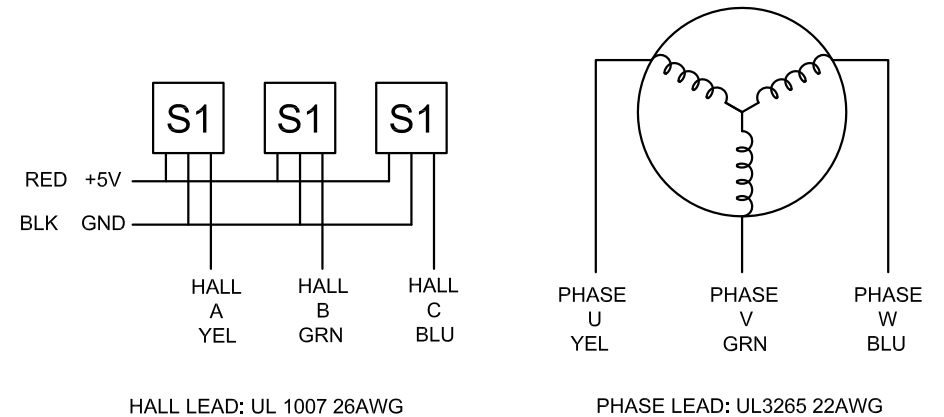 S1 S1 S1
RED +5V
BLK GND
HALL
A
YEL
HALL
B
GRN
HALL
C
BLU
HALL LEAD: UL 1007 26AWG
PHASE
U
YEL
PHASE
V
GRN
PHASE
W
BLU
PHASE LEAD: UL3265 22AWG